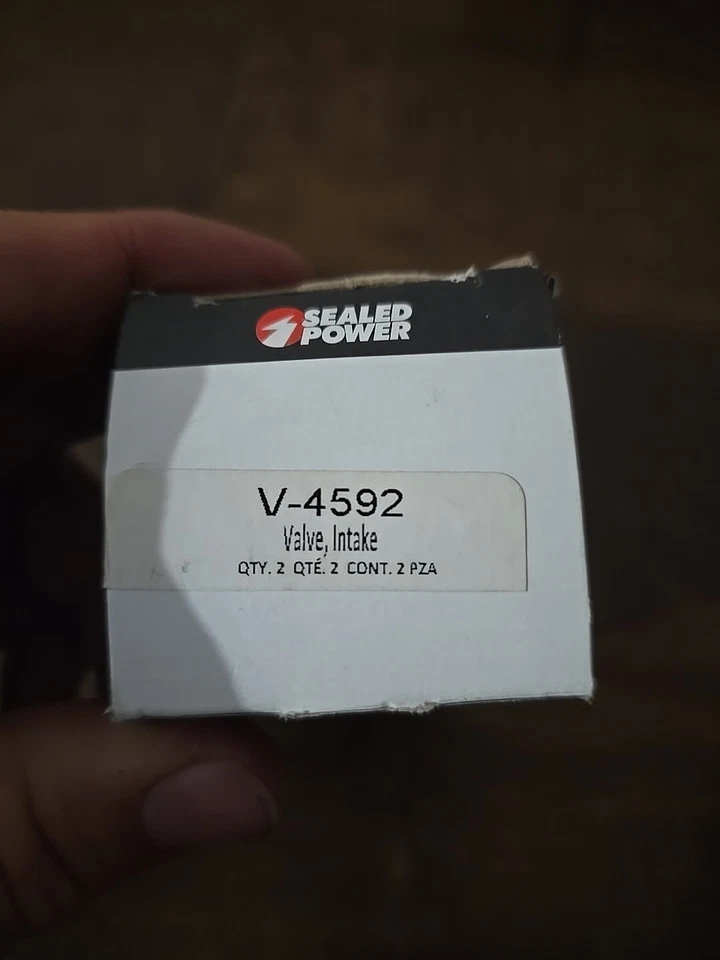 SEALED
POWER
V-4592
Valve, Intake
QTY. 2 QTÉ. 2 CONT. 2 PZA